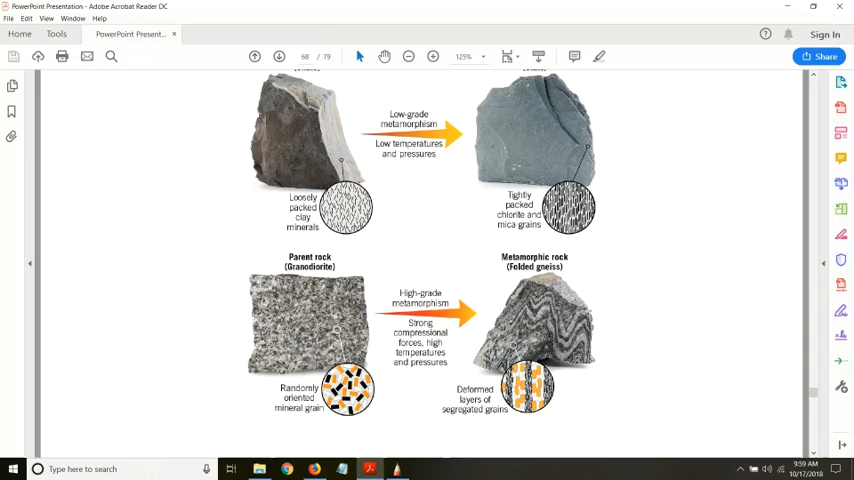 PowerPoint Presentation - Adobe Acrobat Reader DC
File Edit View Window Help
Home Tools PowerPoint Present... ×
Sign In
68 / 79
125%
Share
Low-grade
metamorphism
Low temperatures
and pressures
Loosely
packed
clay
minerals
Tightly
packed
chlorite and
mica grains
Parent rock
(Granodiorite)
Metamorphic rock
(Folded gneiss)
High-grade
metamorphism
Strong
compressional
forces, high
temperatures
and pressures
Randomly
oriented
mineral grain
Deformed
layers of
segregated grains
Type here to search
9:59 AM
10/17/2018